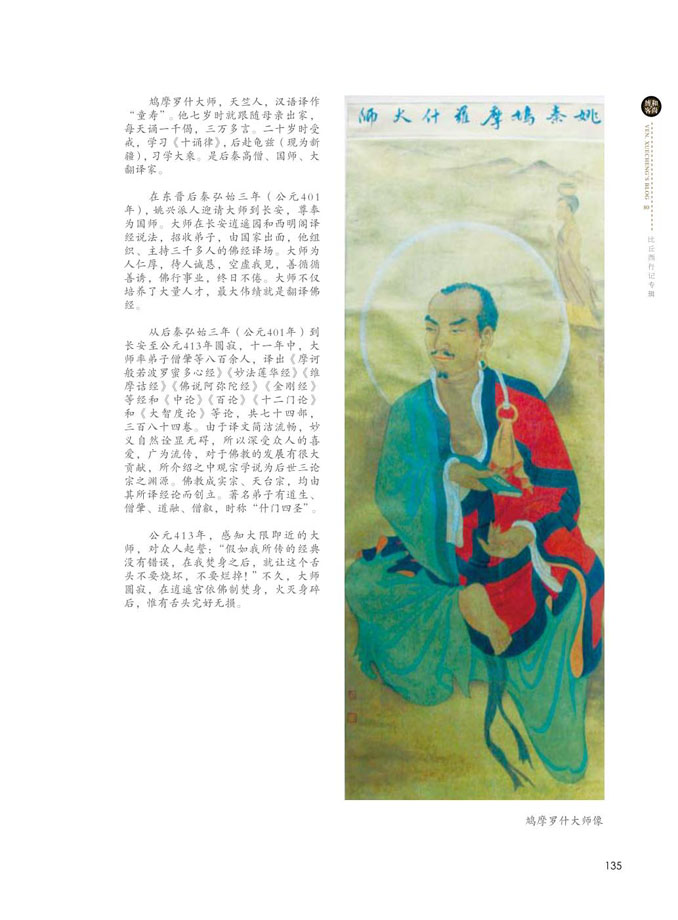 鸠摩罗什大师，天竺人，汉语译作
“童寿”。他七岁时就跟随母亲出家，
每天诵一千偈，三万多言。二十岁时受
戒，学习《十诵律》，后赴龟兹（现为新
疆），习学大乘。是后秦高僧、国师、大
翻译家。
在东晋后秦弘始三年（公元401
年），姚兴派人迎请大师到长安，尊奉
为国师。大师在长安逍遥园和西明阁译
经说法，招收弟子，由国家出面，他组
织、主持三千多人的佛经译场。大师为
人仁厚，待人诚恳，空虚我见，善循循
善诱，佛行事业，终日不倦。大师不仅
培养了大量人才，最大伟绩就是翻译佛
经。
从后秦弘始三年（公元401年）到
长安至公元413年圆寂，十一年中，大
师率弟子僧肇等八百余人，译出《摩诃
般若波罗蜜多心经》《妙法莲华经》《维
摩诘经》《佛说阿弥陀经》《金刚经》
等经和《中论》《百论》《十二门论》
和《大智度论》等论，共七十四部，
三百八十四卷。由于译文简洁流畅，妙
义自然诠显无碍，所以深受众人的喜
爱，广为流传，对于佛教的发展有很大
贡献，所介绍之中观宗学说为后世三论
宗之渊源。佛教成实宗、天台宗，均由
其所译经论而创立。著名弟子有道生、
僧肇、道融、僧叡，时称“什门四圣”。
公元413年，感知大限即近的大
师，对众人起誓：“假如我所传的经典
没有错误，在我焚身之后，就让这个舌
头不要烧坏，不要烂掉！”不久，大师
圆寂，在逍遥宫依佛制焚身，火灭身碎
后，惟有舌头完好无损。
姚秦鸠摩羅什大師
鸠摩罗什大师像
和尚博客
VEN. XUECHENG'S BLOG
比丘西行记专辑
135